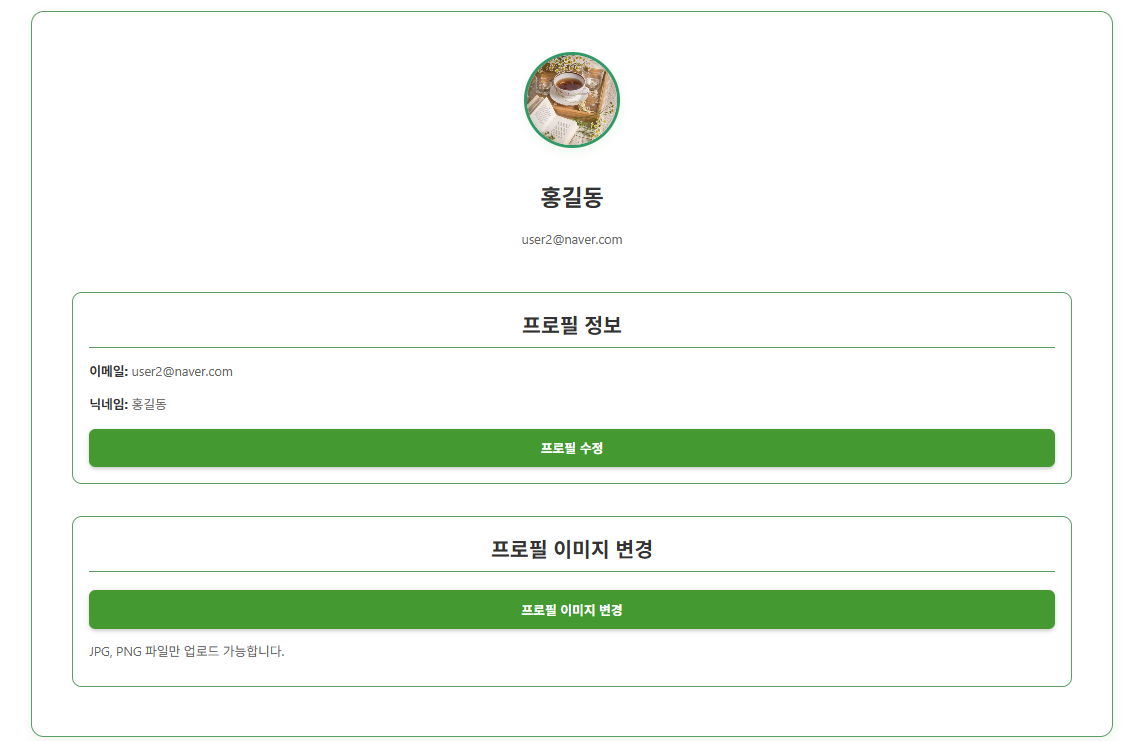 홍길동
user2@naver.com
프로필 정보
이메일: user2@naver.com
닉네임: 홍길동
프로필 수정
프로필 이미지 변경
프로필 이미지 변경
JPG, PNG 파일만 업로드 가능합니다.